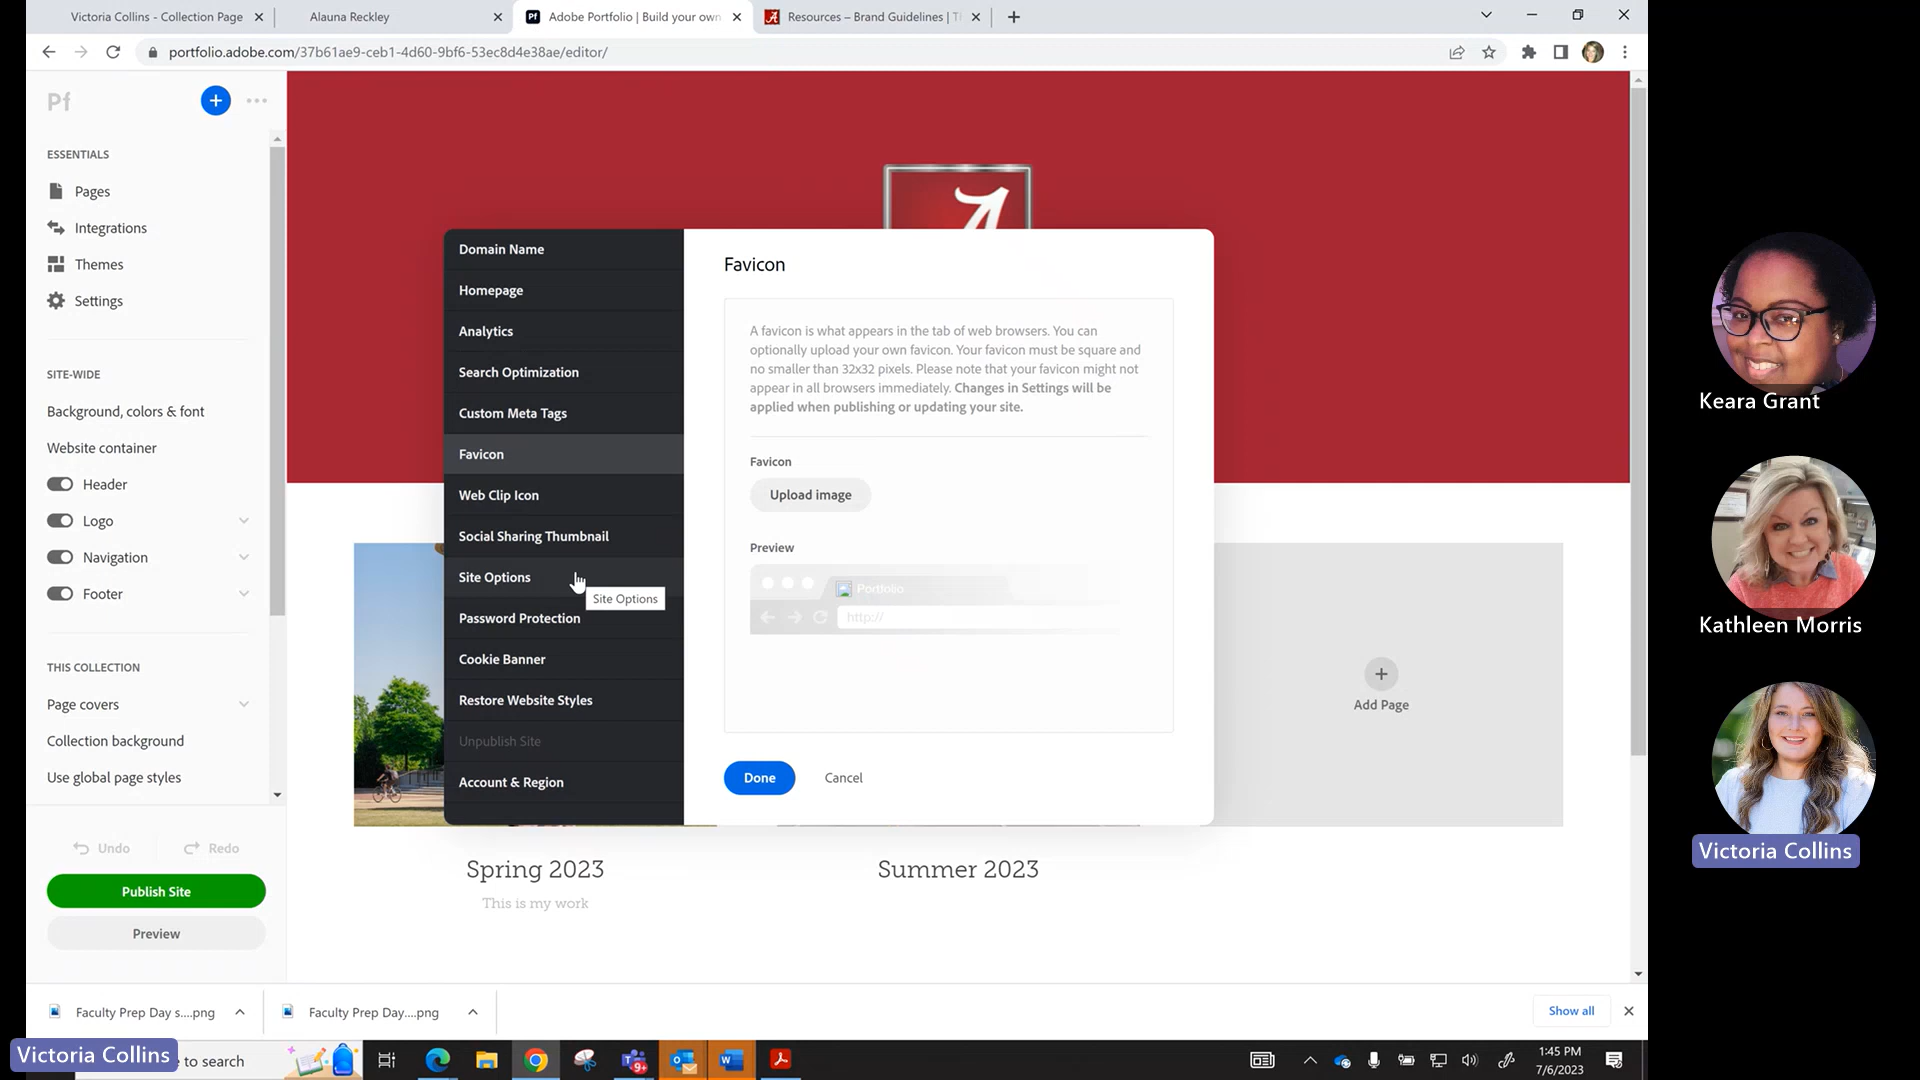 Victoria Collins - Collection Page
Alauna Reckley
Adobe Portfolio | Build your own
Resources – Brand Guidelines | T
portfolio.adobe.com/37b61ae9-ceb1-4d60-9bf6-53ec8d4e38ae/editor/
Pf
ESSENTIALS
Pages
Integrations
Themes
Settings
SITE-WIDE
Background, colors & font
Website container
Header
Logo
Navigation
Footer
THIS COLLECTION
Page covers
Collection background
Use global page styles
Undo
Redo
Publish Site
Preview
Domain Name
Homepage
Analytics
Search Optimization
Custom Meta Tags
Favicon
Web Clip Icon
Social Sharing Thumbnail
Site Options
Site Options
Password Protection
Cookie Banner
Restore Website Styles
Unpublish Site
Account & Region
Favicon
A favicon is what appears in the tab of web browsers. You can
optionally upload your own favicon. Your favicon must be square and
no smaller than 32x32 pixels. Please note that your favicon might not
appear in all browsers immediately. Changes in Settings will be
applied when publishing or updating your site.
Favicon
Upload image
Preview
Portfolio
http://
Done
Cancel
Add Page
Spring 2023
This is my work
Summer 2023
Keara Grant
Kathleen Morris
Victoria Collins
Faculty Prep Day s....png
Faculty Prep Day....png
Show all
Victoria Collins
to search
9+
1:45 PM
7/6/2023